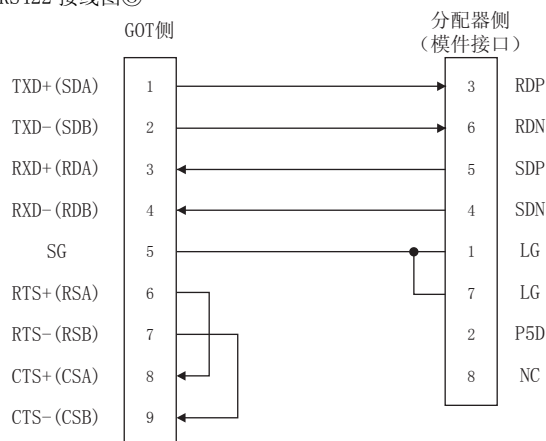 RS422 接线图
GOT侧
分配器侧
（模件接口）
TXD+(SDA) 1 3 RDP
TXD-(SDB) 2 6 RDN
RXD+(RDA) 3 5 SDP
RXD-(RDB) 4 4 SDN
SG 5 1 LG
RTS+(RSA) 6 7 LG
RTS-(RSB) 7 2 P5D
CTS+(CSA) 8 8 NC
CTS-(CSB) 9